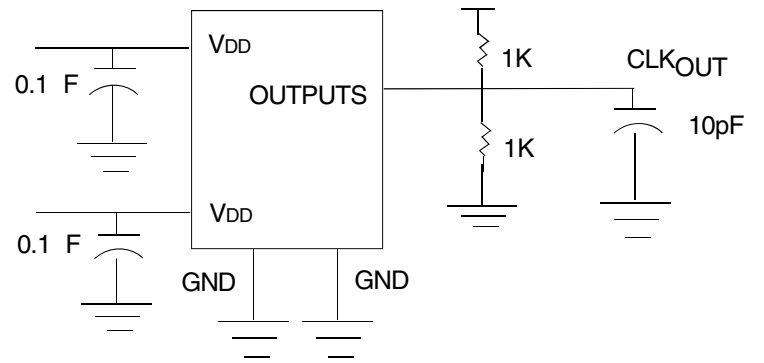 VDD
1K
CLKOUT
0.1 F
OUTPUTS
10pF
1K
VDD
0.1 F
GND
GND